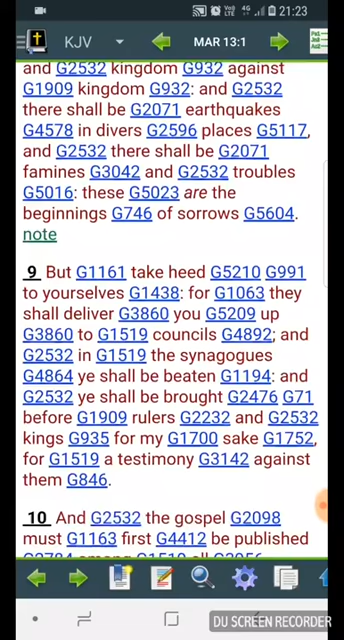 VoLTE 4G 21:23
KJV MAR 13:1
and G2532 kingdom G932 against
G1909 kingdom G932: and G2532
there shall be G2071 earthquakes
G4578 in divers G2596 places G5117,
and G2532 there shall be G2071
famines G3042 and G2532 troubles
G5016: these G5023 are the
beginnings G746 of sorrows G5604.
note
9 But G1161 take heed G5210 G991
to yourselves G1438: for G1063 they
shall deliver G3860 you G5209 up
G3860 to G1519 councils G4892; and
G2532 in G1519 the synagogues
G4864 ye shall be beaten G1194: and
G2532 ye shall be brought G2476 G71
before G1909 rulers G2232 and G2532
kings G935 for my G1700 sake G1752,
for G1519 a testimony G3142 against
them G846.
10 And G2532 the gospel G2098
must G1163 first G4412 be published
DU SCREEN RECORDER